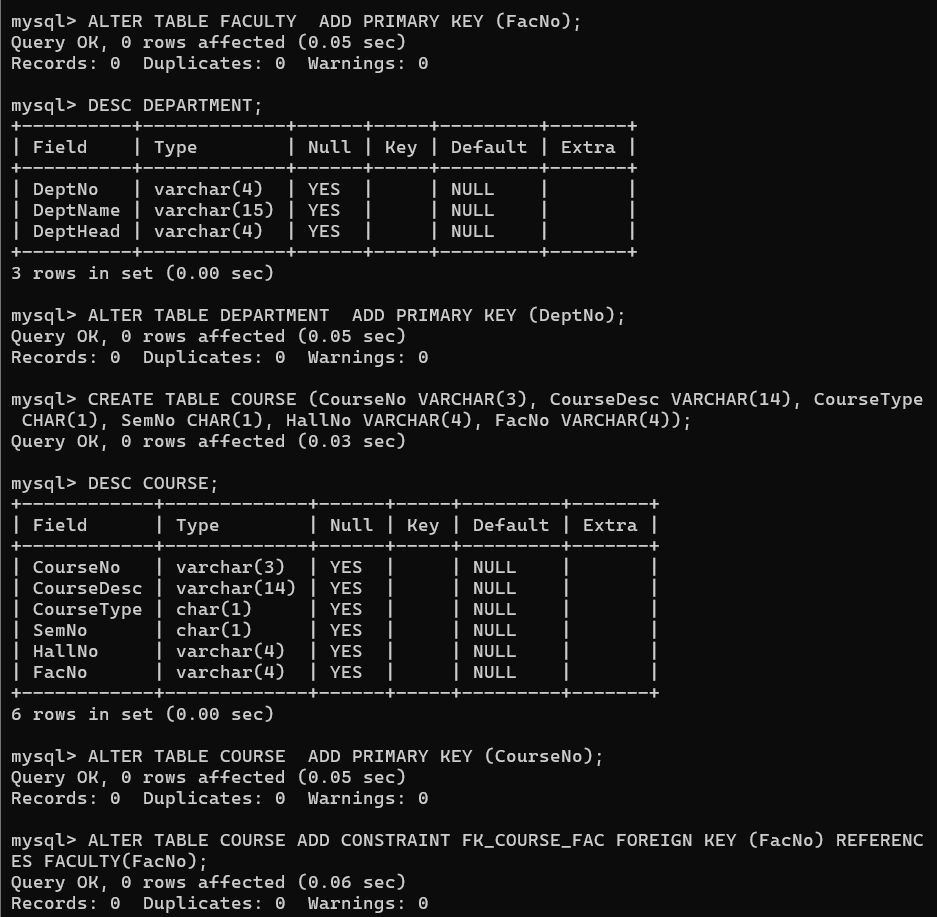 mysql> ALTER TABLE FACULTY  ADD PRIMARY KEY (FacNo);
Query OK, 0 rows affected (0.05 sec)
Records: 0  Duplicates: 0  Warnings: 0

mysql> DESC DEPARTMENT;
+----------+-------------+------+-----+---------+-------+
| Field    | Type        | Null | Key | Default | Extra |
+----------+-------------+------+-----+---------+-------+
| DeptNo   | varchar(4)  | YES  |     | NULL    |       |
| DeptName | varchar(15) | YES  |     | NULL    |       |
| DeptHead | varchar(4)  | YES  |     | NULL    |       |
+----------+-------------+------+-----+---------+-------+
3 rows in set (0.00 sec)

mysql> ALTER TABLE DEPARTMENT  ADD PRIMARY KEY (DeptNo);
Query OK, 0 rows affected (0.05 sec)
Records: 0  Duplicates: 0  Warnings: 0

mysql> CREATE TABLE COURSE (CourseNo VARCHAR(3), CourseDesc VARCHAR(14), CourseType
 CHAR(1), SemNo CHAR(1), HallNo VARCHAR(4), FacNo VARCHAR(4));
Query OK, 0 rows affected (0.03 sec)

mysql> DESC COURSE;
+------------+-------------+------+-----+---------+-------+
| Field      | Type        | Null | Key | Default | Extra |
+------------+-------------+------+-----+---------+-------+
| CourseNo   | varchar(3)  | YES  |     | NULL    |       |
| CourseDesc | varchar(14) | YES  |     | NULL    |       |
| CourseType | char(1)     | YES  |     | NULL    |       |
| SemNo      | char(1)     | YES  |     | NULL    |       |
| HallNo     | varchar(4)  | YES  |     | NULL    |       |
| FacNo      | varchar(4)  | YES  |     | NULL    |       |
+------------+-------------+------+-----+---------+-------+
6 rows in set (0.00 sec)

mysql> ALTER TABLE COURSE  ADD PRIMARY KEY (CourseNo);
Query OK, 0 rows affected (0.05 sec)
Records: 0  Duplicates: 0  Warnings: 0

mysql> ALTER TABLE COURSE ADD CONSTRAINT FK_COURSE_FAC FOREIGN KEY (FacNo) REFERENC
ES FACULTY(FacNo);
Query OK, 0 rows affected (0.06 sec)
Records: 0  Duplicates: 0  Warnings: 0